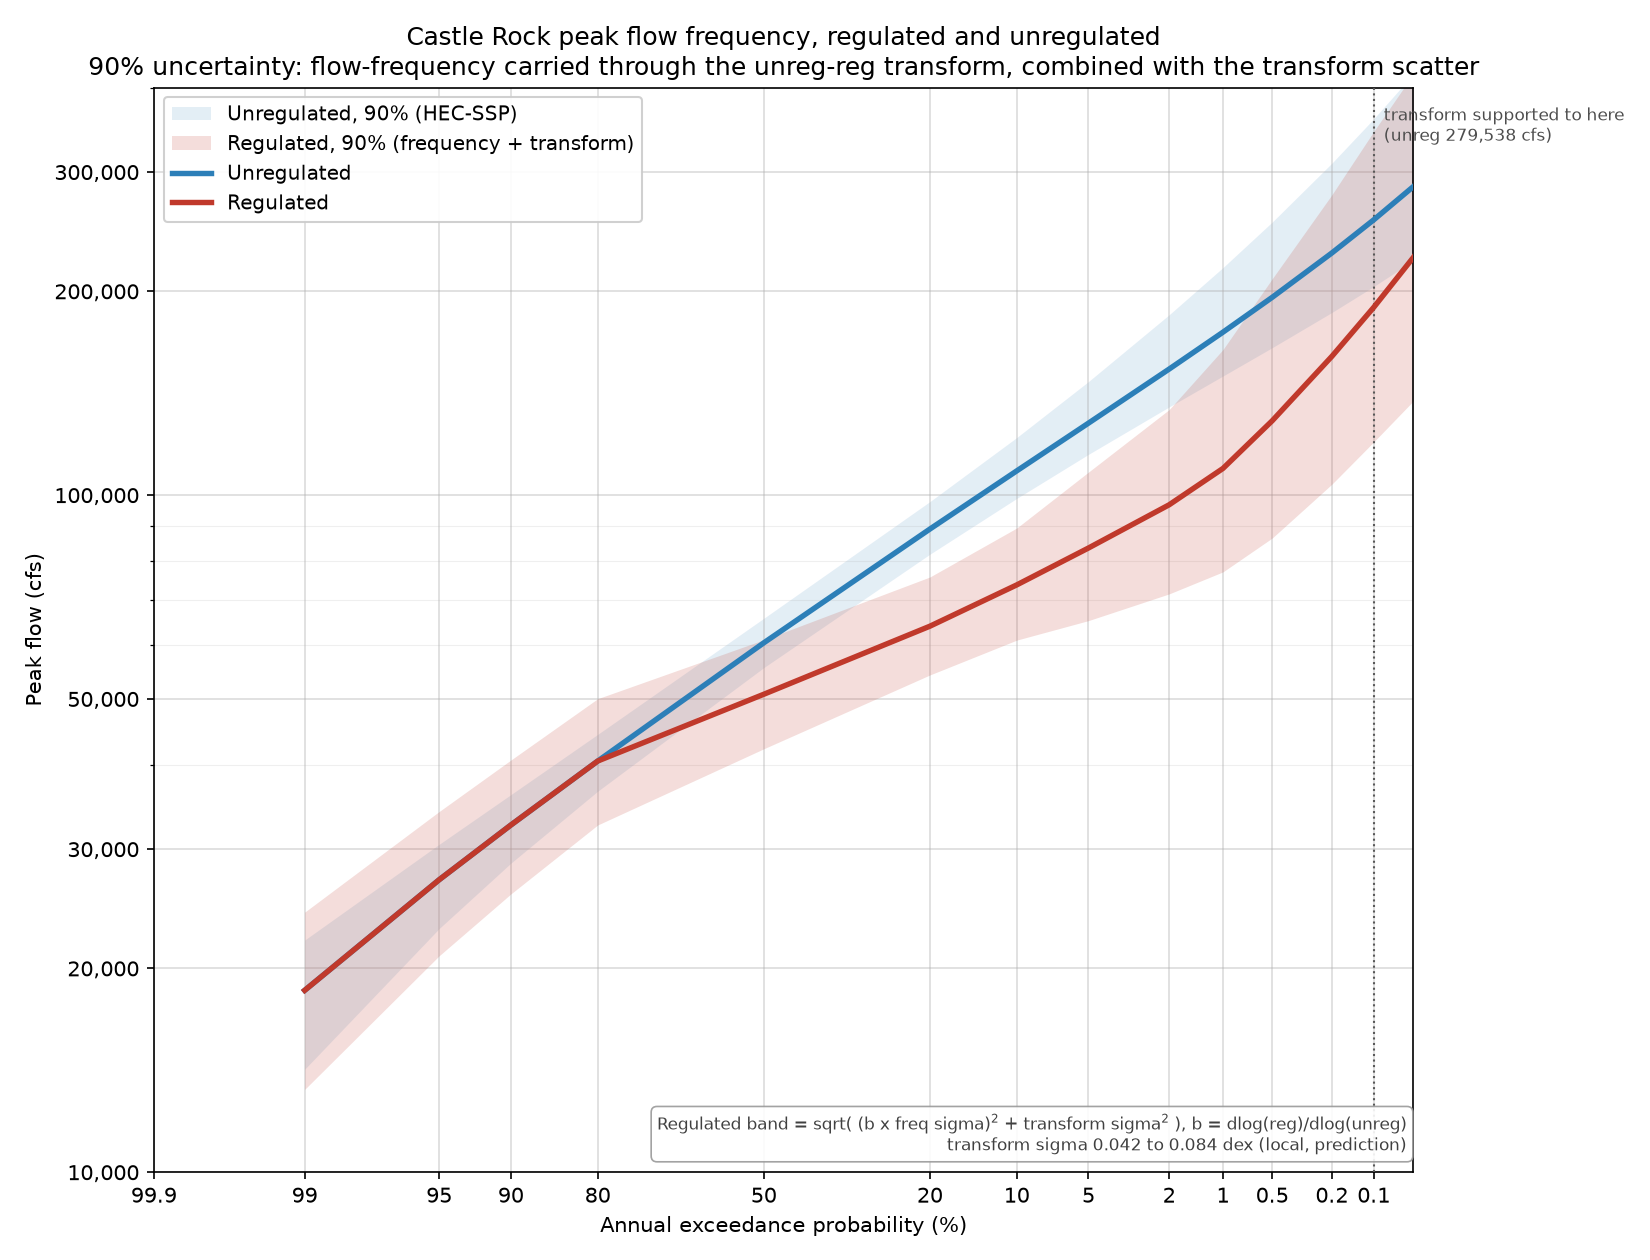 Castle Rock peak flow frequency, regulated and unregulated
90% uncertainty: flow-frequency carried through the unreg-reg transform, combined with the transform scatter
Unregulated, 90% (HEC-SSP)
Regulated, 90% (frequency + transform)
Unregulated
Regulated
transform supported to here
(unreg 279,538 cfs)
300,000
200,000
100,000
50,000
30,000
20,000
10,000
Peak flow (cfs)
Regulated band = sqrt( (b x freq sigma)² + transform sigma² ), b = dlog(reg)/dlog(unreg)
transform sigma 0.042 to 0.084 dex (local, prediction)
99.9 99 95 90 80 50 20 10 5 2 1 0.5 0.2 0.1
Annual exceedance probability (%)